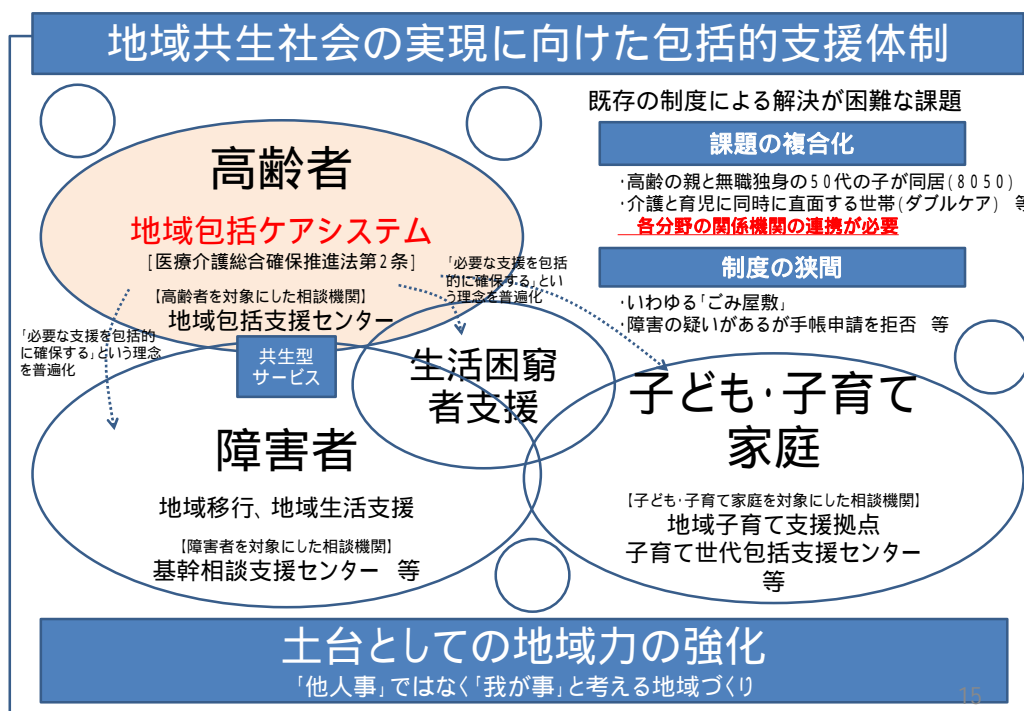 地域共生社会の実現に向けた包括的支援体制
既存の制度による解決が困難な課題
課題の複合化
・高齢の親と無職独身の50代の子が同居(8050)
・介護と育児に同時に直面する世帯(ダブルケア) 等
各分野の関係機関の連携が必要
制度の狭間
・いわゆる「ごみ屋敷」
・障害の疑いがあるが手帳申請を拒否 等
高齢者
地域包括ケアシステム
[医療介護総合確保推進法第2条]
【高齢者を対象にした相談機関】
地域包括支援センター
「必要な支援を包括
的に確保する」とい
う理念を普遍化
「必要な支援を包括的
に確保する」という理念
を普遍化
共生型
サービス
生活困窮
者支援
障害者
地域移行、地域生活支援
【障害者を対象にした相談機関】
基幹相談支援センター 等
子ども・子育て
家庭
【子ども・子育て家庭を対象にした相談機関】
地域子育て支援拠点
子育て世代包括支援センター
等
土台としての地域力の強化
「他人事」ではなく「我が事」と考える地域づくり
15